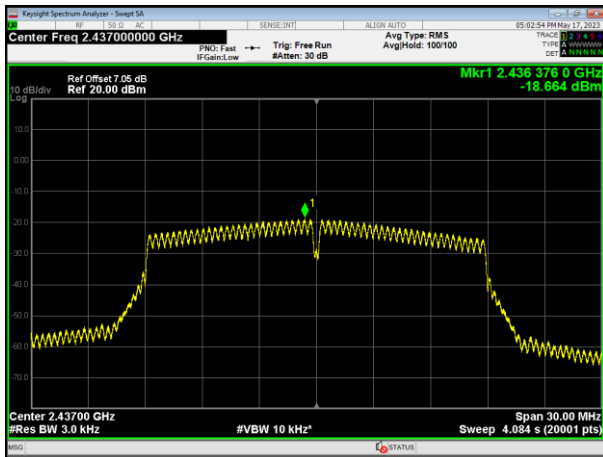 Keysight Spectrum Analyzer - Swept SA
RF 50 Ω AC SENSE:INT ALIGN AUTO 05:02:54 PM May 17, 2023
Center Freq 2.437000000 GHz
PNO: Fast
IFGain:Low
Trig: Free Run
#Atten: 30 dB
Avg Type: RMS
Avg|Hold: 100/100
TRACE 1 2 3 4 5 6
TYPE A WWWWW
DET A N N N N N
Ref Offset 7.05 dB
Ref 20.00 dBm
Mkr1 2.436 376 0 GHz
-18.664 dBm
10 dB/div
Log
10.0
0.00
-10.0
-20.0
-30.0
-40.0
-50.0
-60.0
-70.0
1
Center 2.43700 GHz
Span 30.00 MHz
#Res BW 3.0 kHz
#VBW 10 kHz*
Sweep 4.084 s (20001 pts)
MSG
STATUS